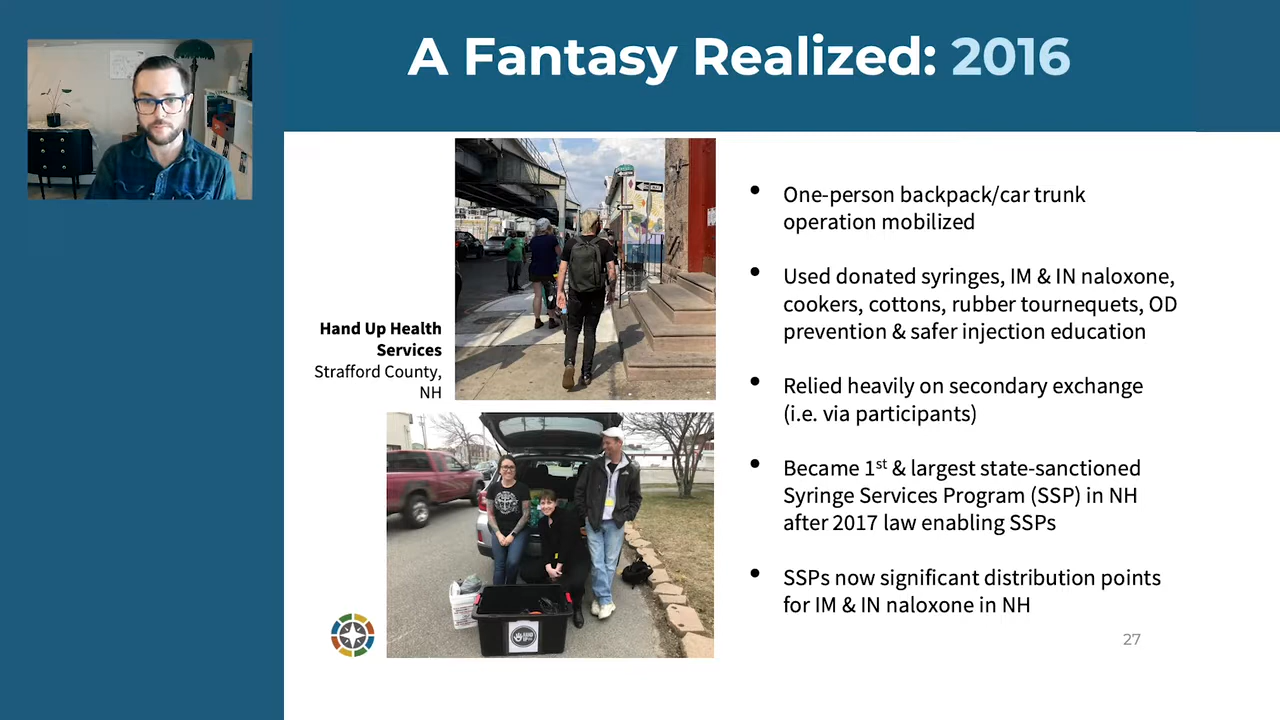 A Fantasy Realized: 2016
Hand Up Health
Services
Strafford County,
NH
• One-person backpack/car trunk
operation mobilized
• Used donated syringes, IM & IN naloxone,
cookers, cottons, rubber tournequets, OD
prevention & safer injection education
• Relied heavily on secondary exchange
(i.e. via participants)
• Became 1st & largest state-sanctioned
Syringe Services Program (SSP) in NH
after 2017 law enabling SSPs
• SSPs now significant distribution points
for IM & IN naloxone in NH
27